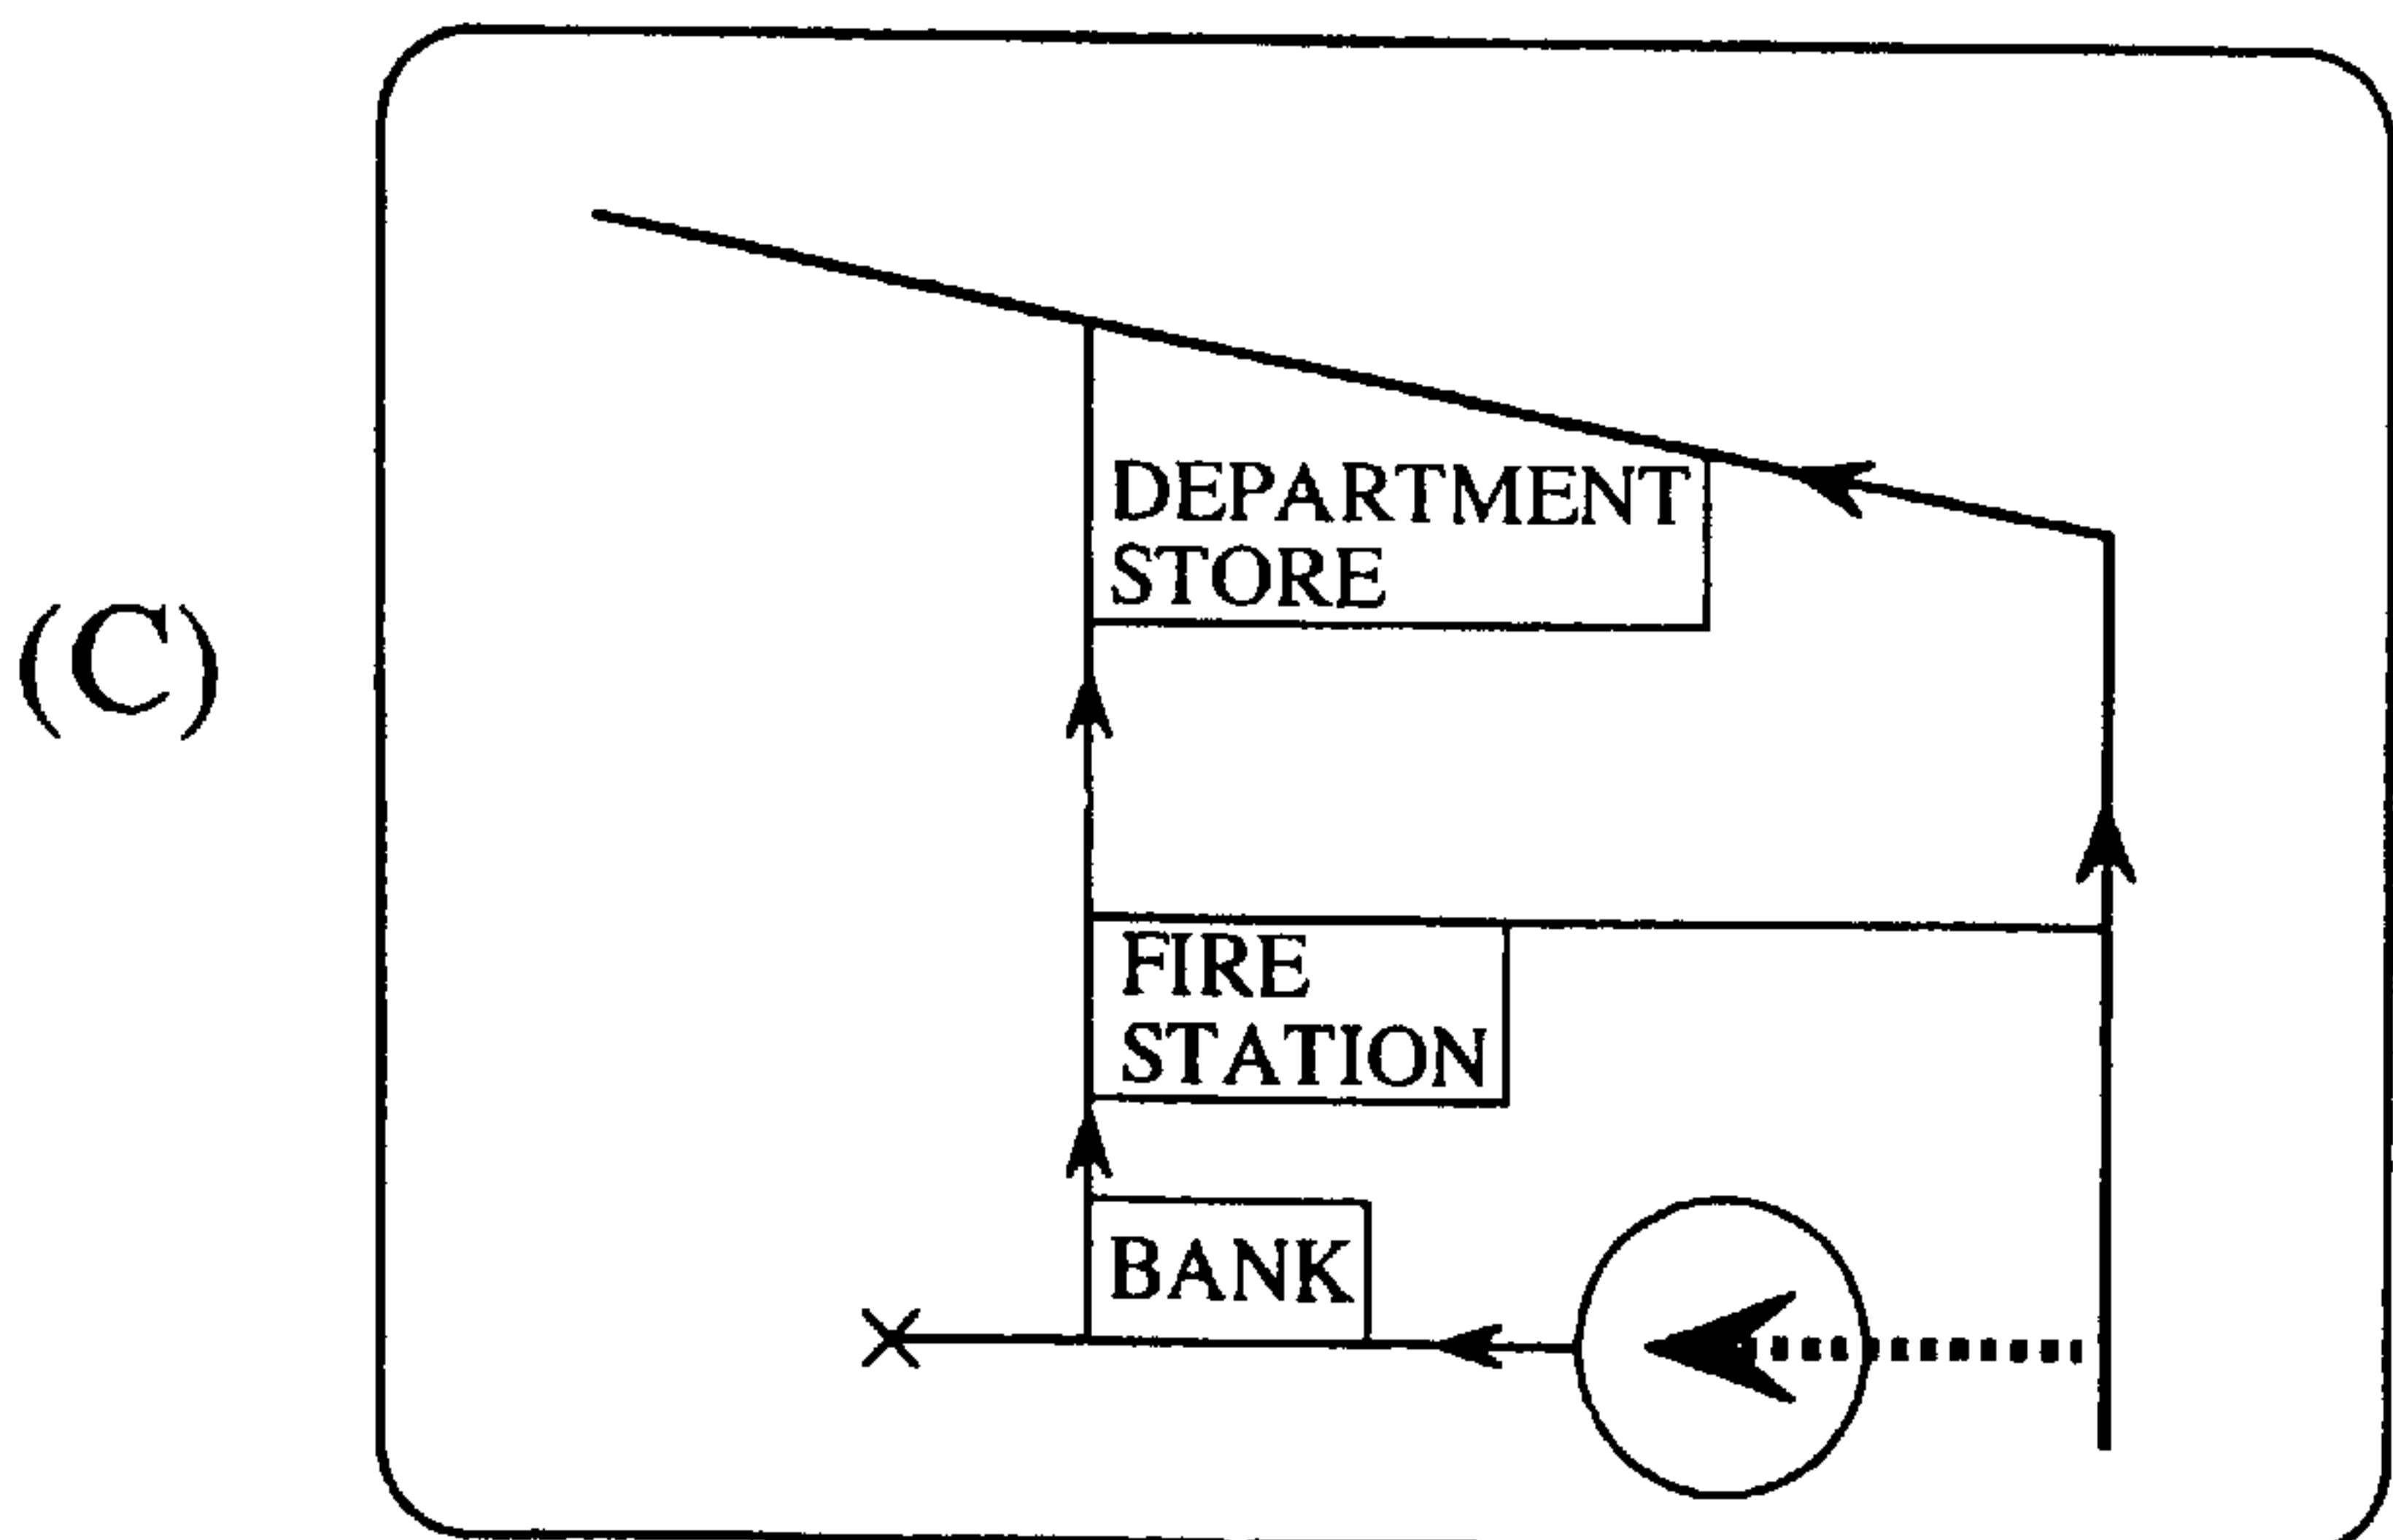 DEPARTMENT
STORE
(C)
FIRE
STATION
BANK